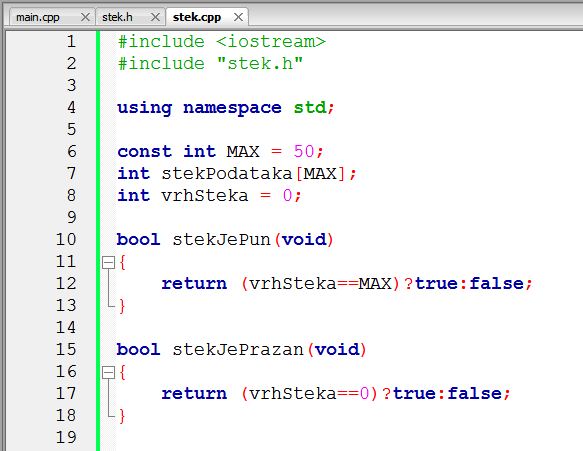 main.cpp stek.h stek.cpp
1 #include <iostream>
2 #include "stek.h"
3
4 using namespace std;
5
6 const int MAX = 50;
7 int stekPodataka[MAX];
8 int vrhSteka = 0;
9
10 bool stekJePun(void)
11 {
12 return (vrhSteka==MAX)?true:false;
13 }
14
15 bool stekJePrazan(void)
16 {
17 return (vrhSteka==0)?true:false;
18 }
19